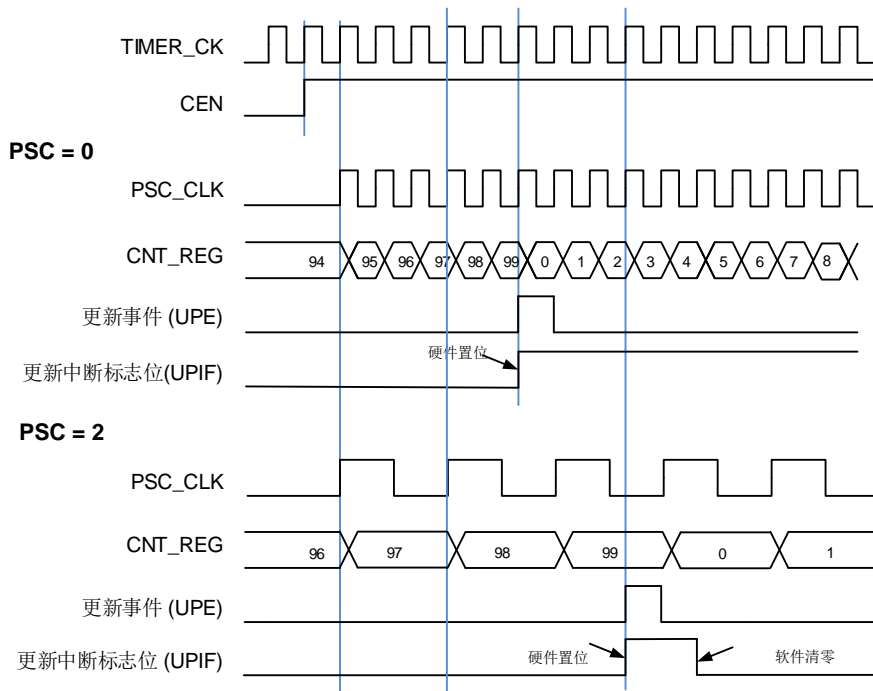 TIMER_CK
CEN
PSC = 0
PSC_CLK
CNT_REG 94 95 96 97 98 99 0 1 2 3 4 5 6 7 8
更新事件 (UPE)
硬件置位
更新中断标志位(UPIF)
PSC = 2
PSC_CLK
CNT_REG 96 97 98 99 0 1
更新事件 (UPE)
更新中断标志位 (UPIF) 硬件置位 软件清零